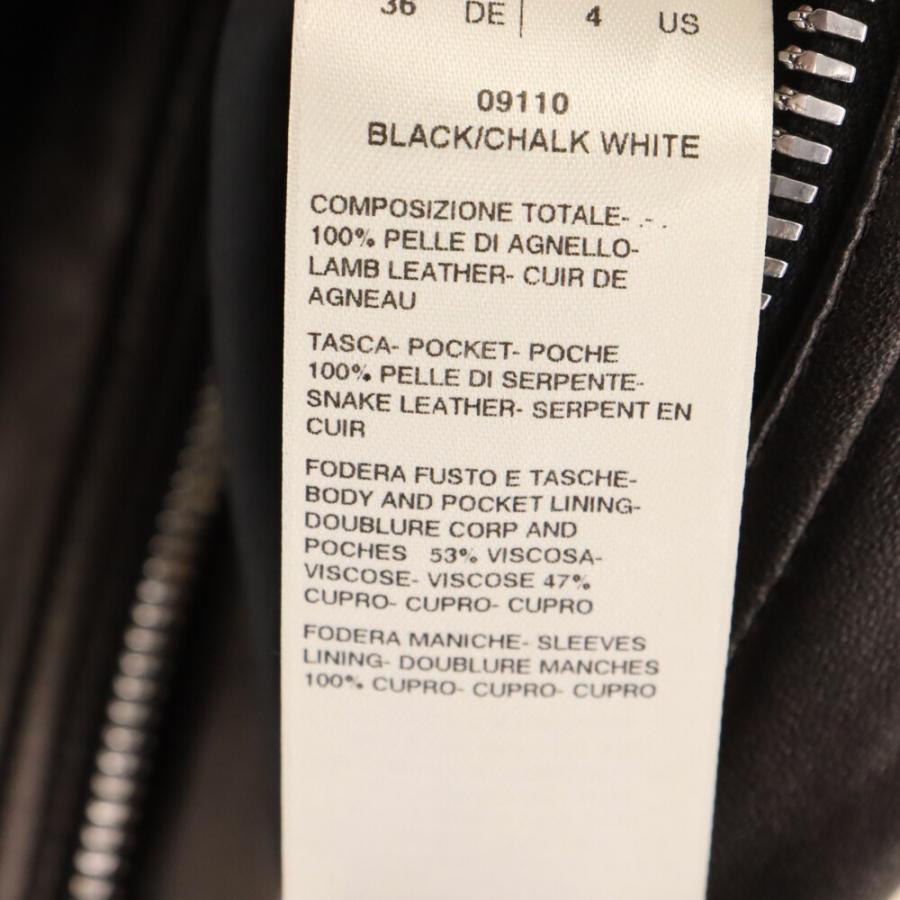 36 DE | 4 US
09110
BLACK/CHALK WHITE
COMPOSIZIONE TOTALE- .- .
100% PELLE DI AGNELLO-
LAMB LEATHER- CUIR DE
AGNEAU
TASCA- POCKET- POCHE
100% PELLE DI SERPENTE-
SNAKE LEATHER- SERPENT EN
CUIR
FODERA FUSTO E TASCHE-
BODY AND POCKET LINING-
DOUBLURE CORP AND
POCHES 53% VISCOSA-
VISCOSE- VISCOSE 47%
CUPRO- CUPRO- CUPRO
FODERA MANICHE- SLEEVES
LINING- DOUBLURE MANCHES
100% CUPRO- CUPRO- CUPRO